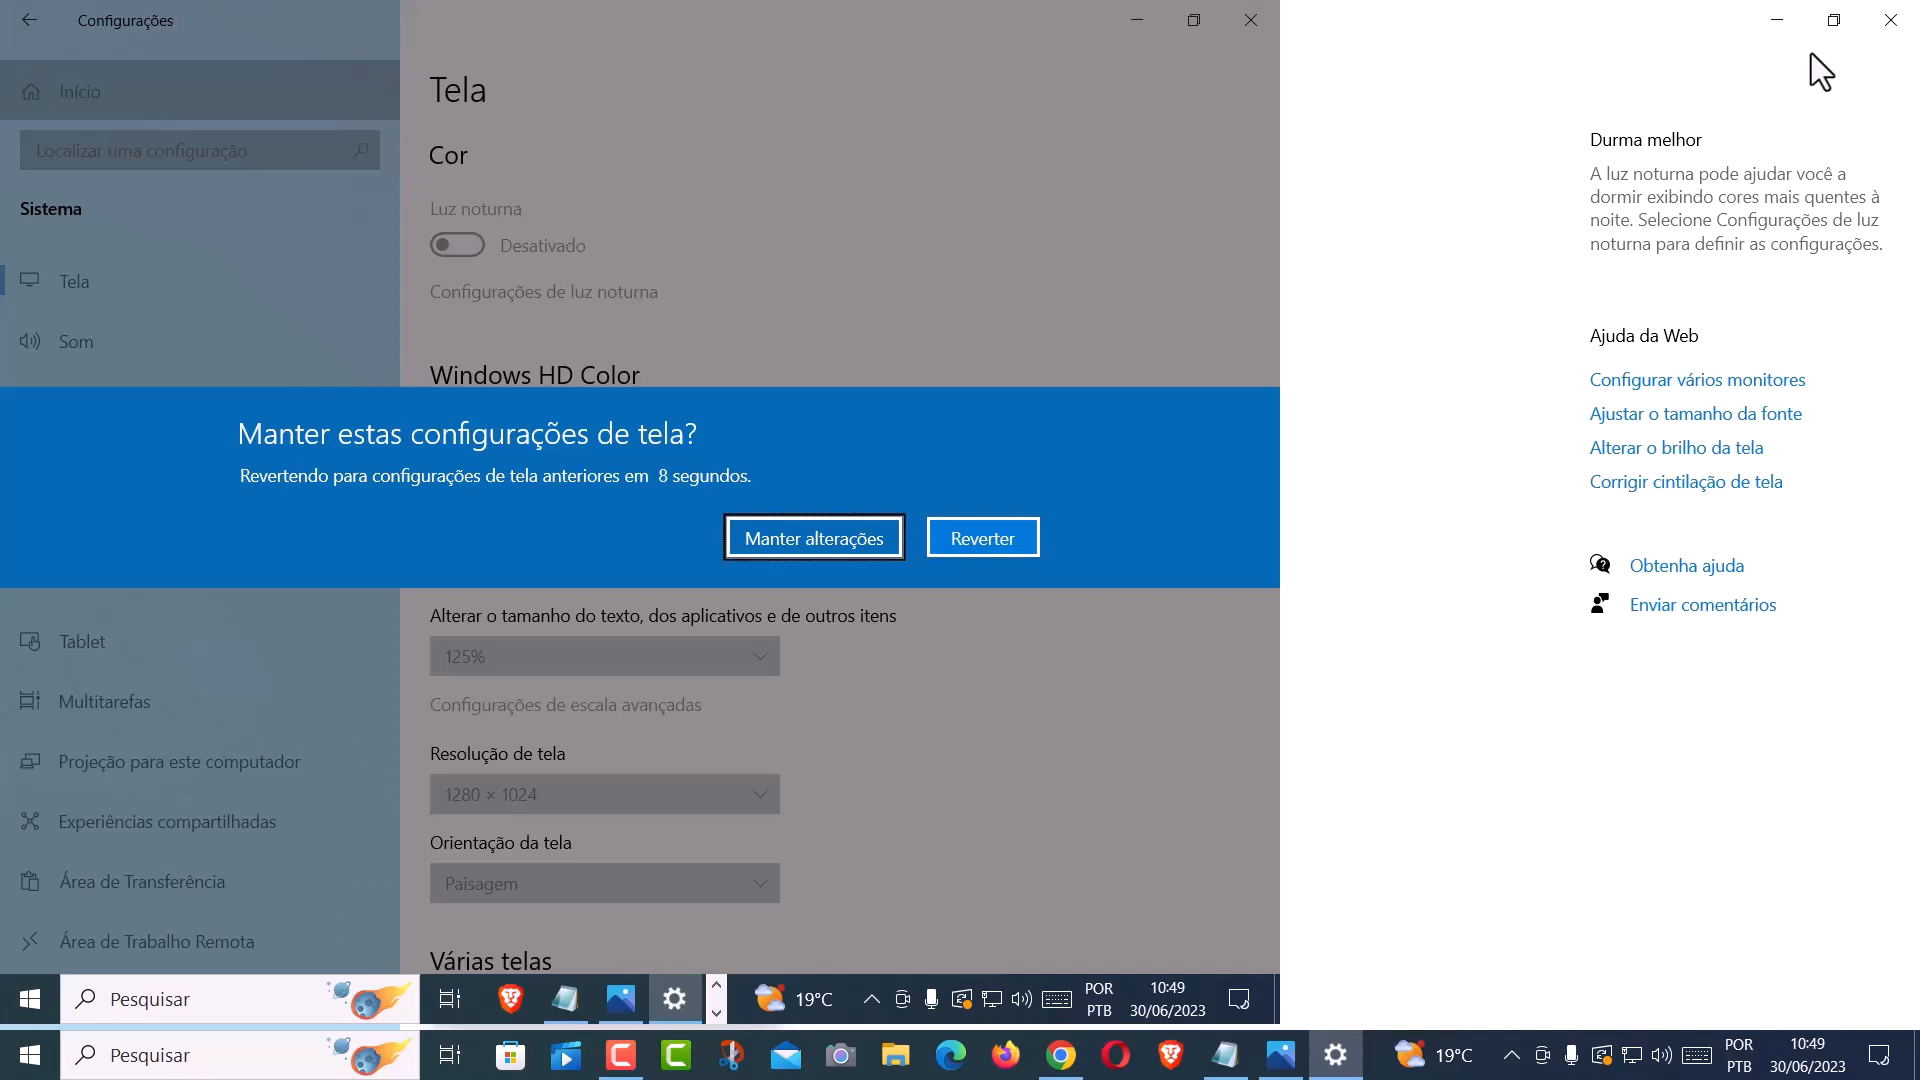 Configurações
Início
Localizar uma configuração
Sistema
Tela
Som
Tela
Cor
Luz noturna
Desativado
Configurações de luz noturna
Windows HD Color
Manter estas configurações de tela?
Revertendo para configurações de tela anteriores em 8 segundos.
Manter alterações
Reverter
Tablet
Multitarefas
Projeção para este computador
Experiências compartilhadas
Área de Transferência
Área de Trabalho Remota
Alterar o tamanho do texto, dos aplicativos e de outros itens
125%
Configurações de escala avançadas
Resolução de tela
1280 × 1024
Orientação da tela
Paisagem
Várias telas
Durma melhor
A luz noturna pode ajudar você a
dormir exibindo cores mais quentes à
noite. Selecione Configurações de luz
noturna para definir as configurações.
Ajuda da Web
Configurar vários monitores
Ajustar o tamanho da fonte
Alterar o brilho da tela
Corrigir cintilação de tela
Obtenha ajuda
Enviar comentários
Pesquisar
19°C
POR
PTB
10:49
30/06/2023
Pesquisar
19°C
POR
PTB
10:49
30/06/2023